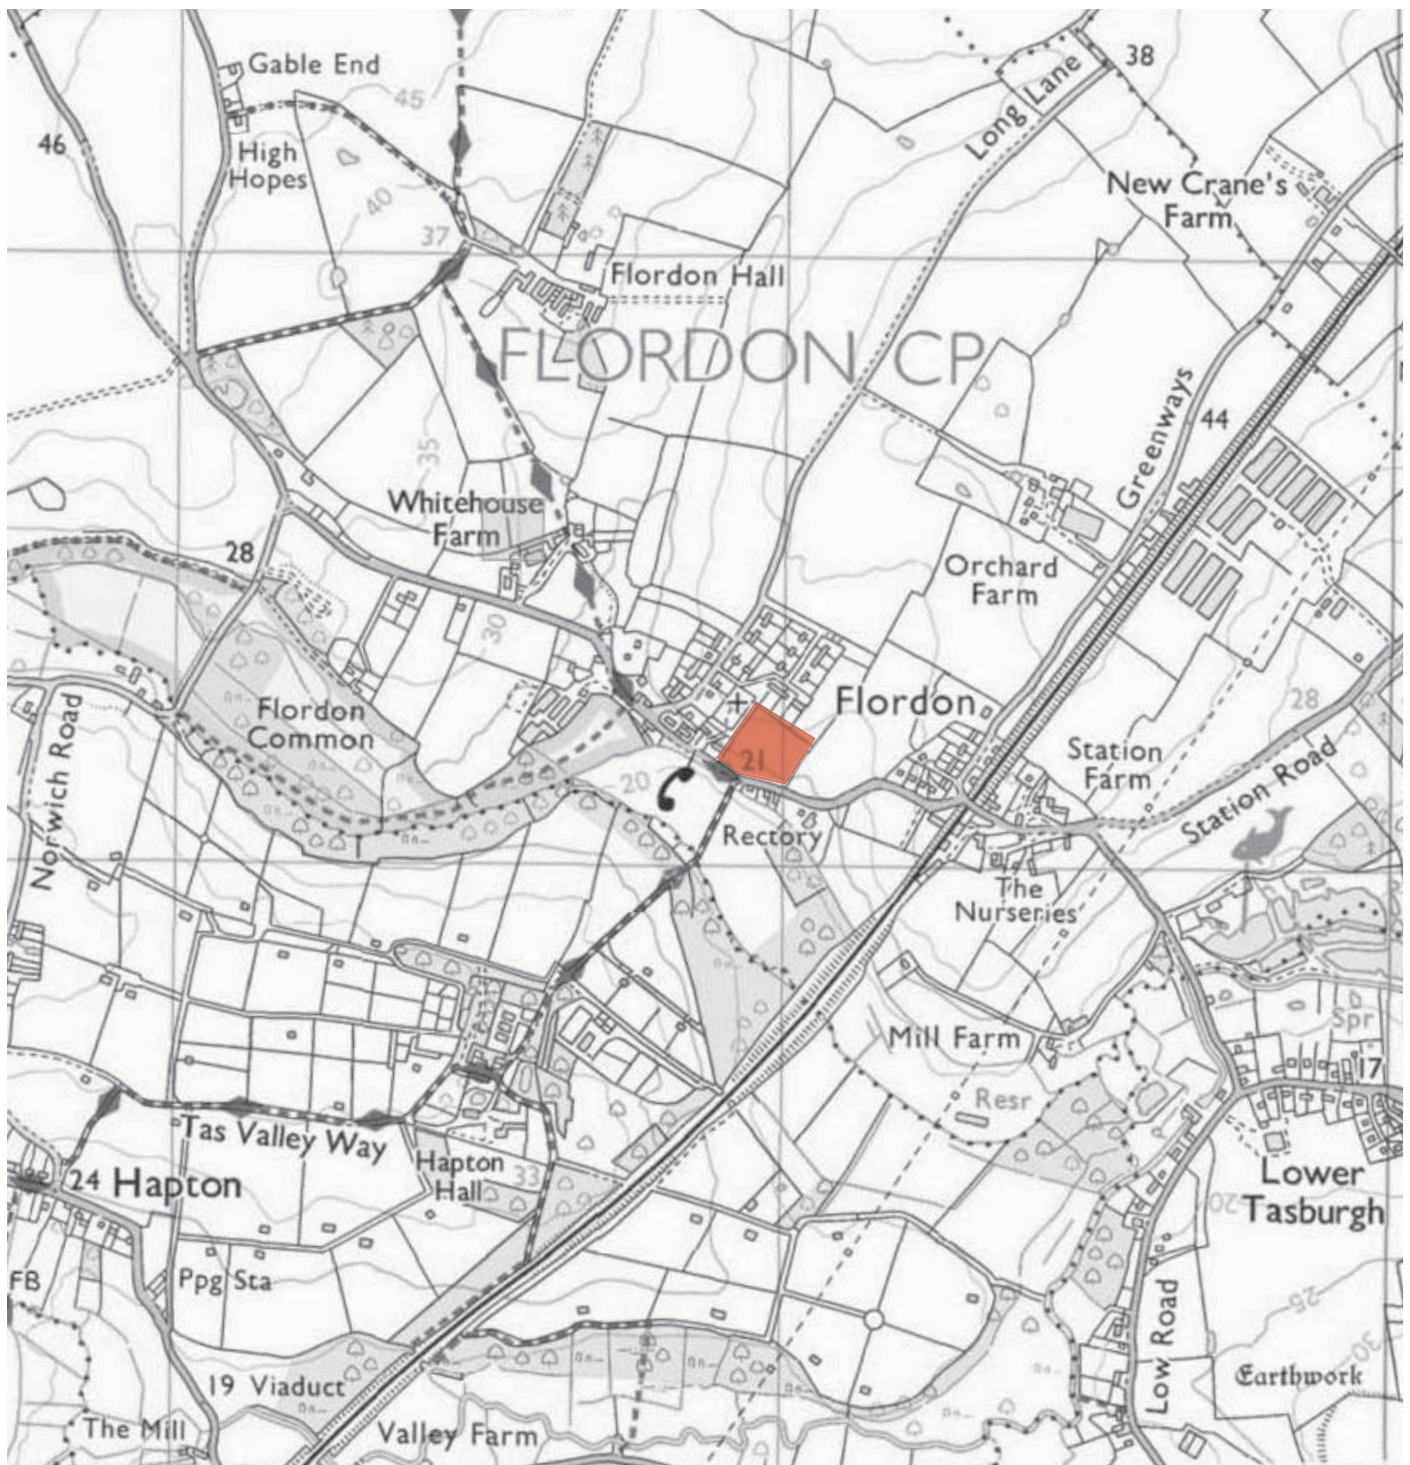 Gable End
45
38
Long Lane
46
High
Hopes
40
New Crane's
Farm
37
Flordon Hall
FLORDON CP
Greenways
44
35
Whitehouse
Farm
28
Orchard
Farm
30
Norwich Road
Flordon
Common
Flordon
28
Station
Farm
21
20
Station Road
Rectory
The
Nurseries
Mill Farm
Spr
Resr
17
Tas Valley Way
Hapton
Hall
33
24 Hapton
Lower
Tasburgh
20
FB
Ppg Sta
Low Road
25
30
19 Viaduct
Earthwork
The Mill
Valley Farm